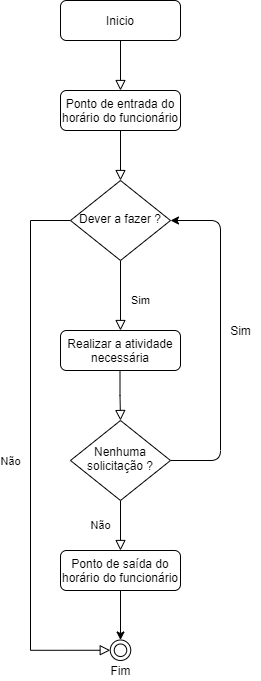 Inicio
Ponto de entrada do
horário do funcionário
Dever a fazer ?
Sim
Realizar a atividade
necessária
Sim
Nenhuma
solicitação ?
Não
Não
Ponto de saída do
horário do funcionário
Fim